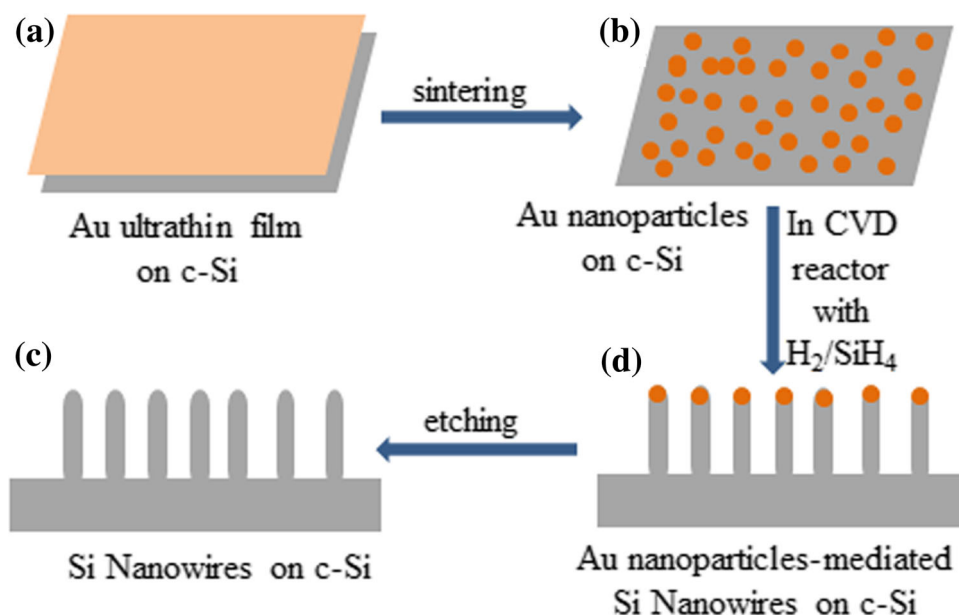 (a)
Au ultrathin film
on c-Si
sintering
(b)
Au nanoparticles
on c-Si
In CVD
reactor
with
H₂/SiH₄
(c)
Si Nanowires on c-Si
etching
(d)
Au nanoparticles-mediated
Si Nanowires on c-Si